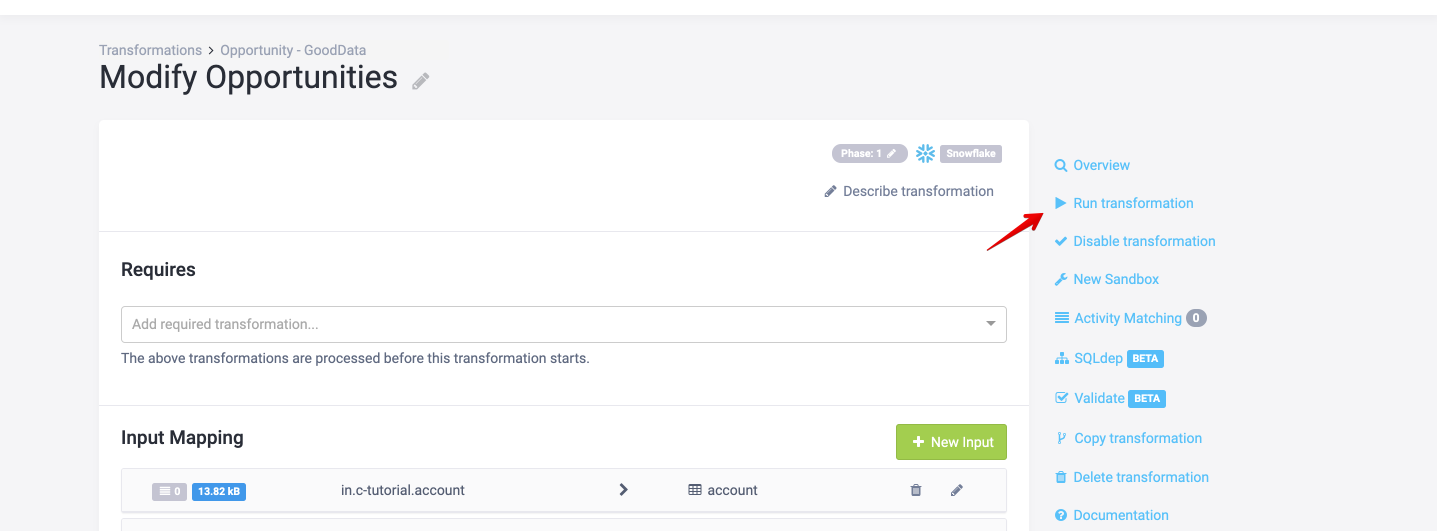 Transformations > Opportunity - GoodData
Modify Opportunities
Phase: 1
Snowflake
Describe transformation
Requires
Add required transformation...
The above transformations are processed before this transformation starts.
Input Mapping
New Input
0 13.82 kB in.c-tutorial.account account
Overview
Run transformation
Disable transformation
New Sandbox
Activity Matching 0
SQLdep BETA
Validate BETA
Copy transformation
Delete transformation
Documentation